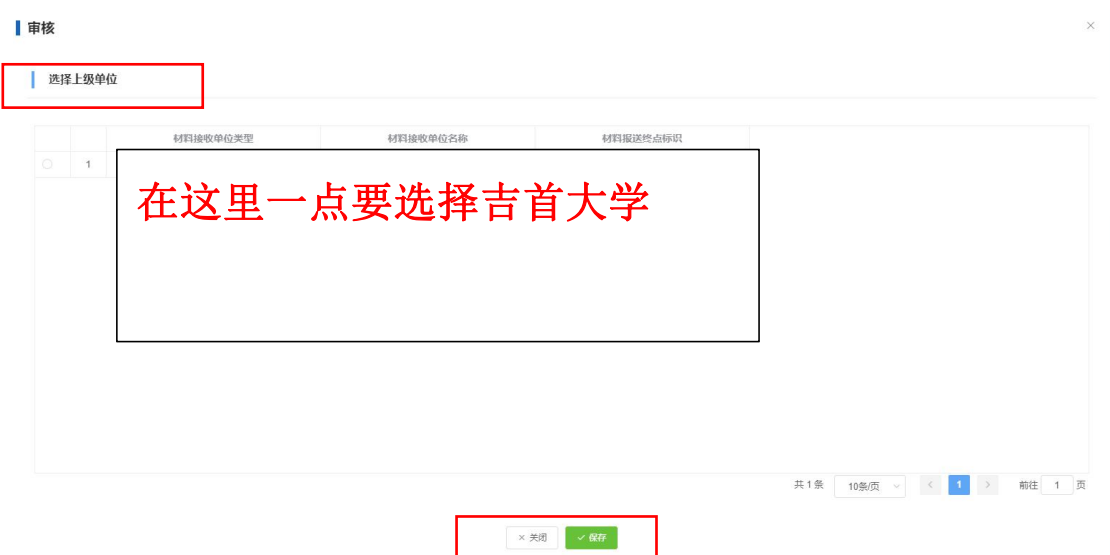 审核
×
选择上级单位
材料接收单位类型 材料接收单位名称 材料报送终点标识
1
在这里一点要选择吉首大学
共 1 条 10条/页 < 1 > 前往 1 页
× 关闭 ✓ 保存